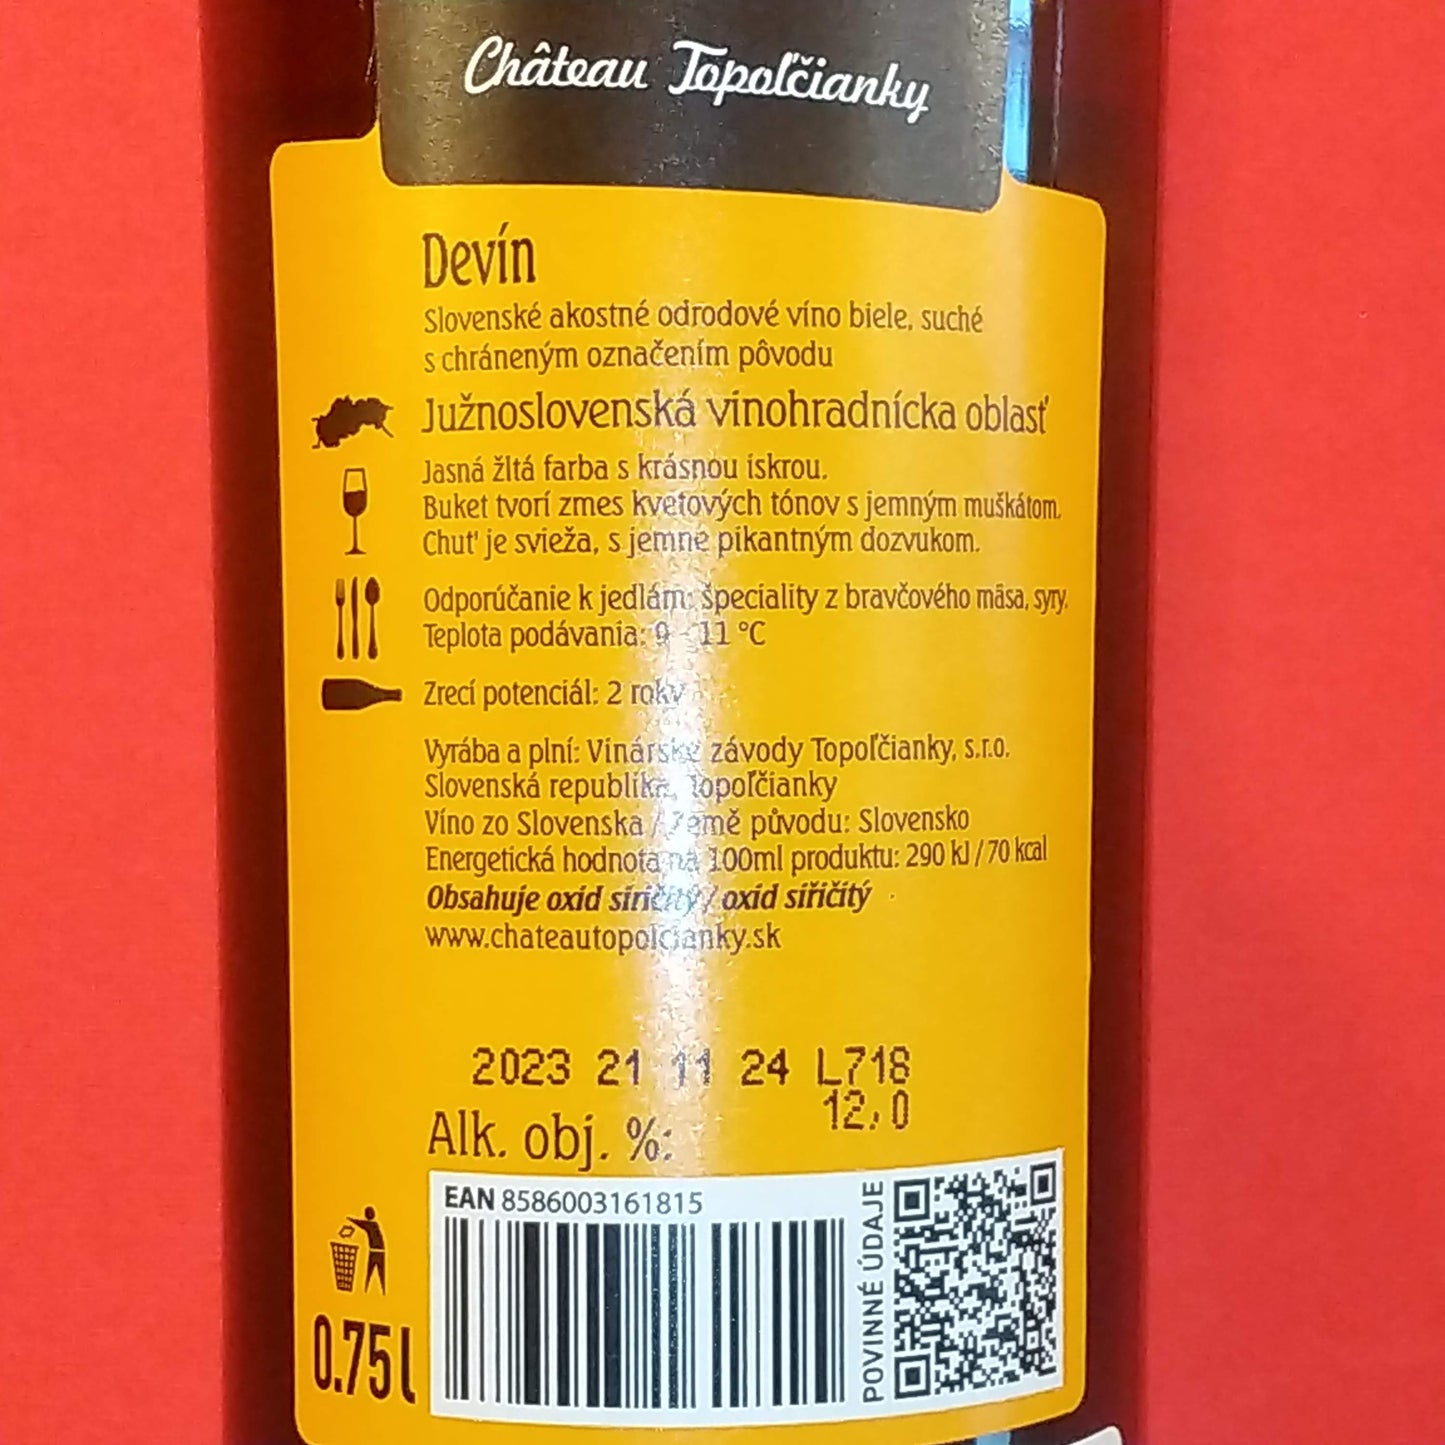 Château Topoľčianky
Devín
Slovenské akostné odrodové víno biele, suché
s chráneným označením pôvodu
Južnoslovenská vinohradnícka oblasť
Jasná žltá farba s krásnou iskrou.
Buket tvorí zmes kvetových tónov s jemným muškátom.
Chuť je svieža, s jemne pikantným dozvukom.
Odporúčanie k jedlám: špeciality z bravčového mäsa, syry.
Teplota podávania: 9 - 11 °C
Zrecí potenciál: 2 roky
Vyrába a plní: Vinárske závody Topoľčianky, s.r.o.
Slovenská republika, Topoľčianky
Víno zo Slovenska / Země původu: Slovensko
Energetická hodnota na 100ml produktu: 290 kJ / 70 kcal
Obsahuje oxid siričitý / oxid siřičitý
www.chateautopolcianky.sk
2023 21 11 24 L718
12,0
Alk. obj. %:
EAN 8586003161815
POVINNÉ ÚDAJE
0.75 l